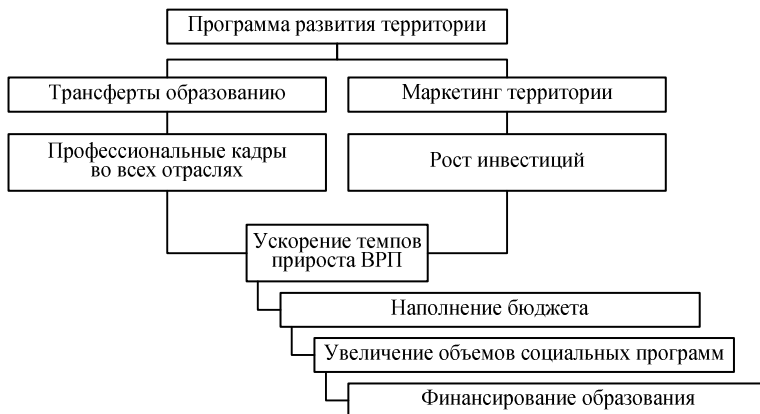 Программа развития территории
Трансферты образованию
Маркетинг территории
Профессиональные кадры
во всех отраслях
Рост инвестиций
Ускорение темпов
прироста ВРП
Наполнение бюджета
Увеличение объемов социальных программ
Финансирование образования